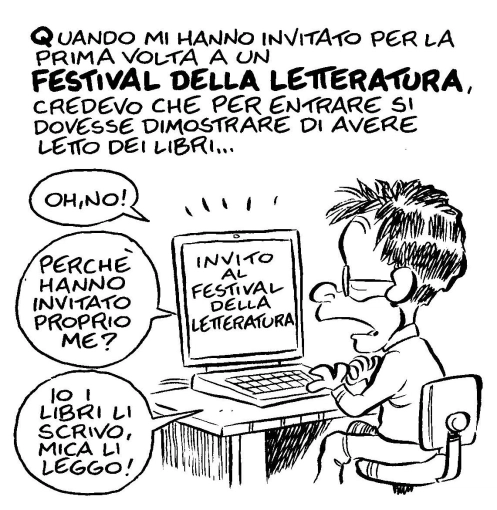 QUANDO MI HANNO INVITATO PER LA
PRIMA VOLTA A UN
FESTIVAL DELLA LETTERATURA,
CREDEVO CHE PER ENTRARE SI
DOVESSE DIMOSTRARE DI AVERE
LETTO DEI LIBRI...
OH, NO!
PERCHÈ
HANNO
INVITATO
PROPRIO
ME?
IO I
LIBRI LI
SCRIVO,
MICA LI
LEGGO!
INVITO
AL
FESTIVAL
DELLA
LETTERATURA